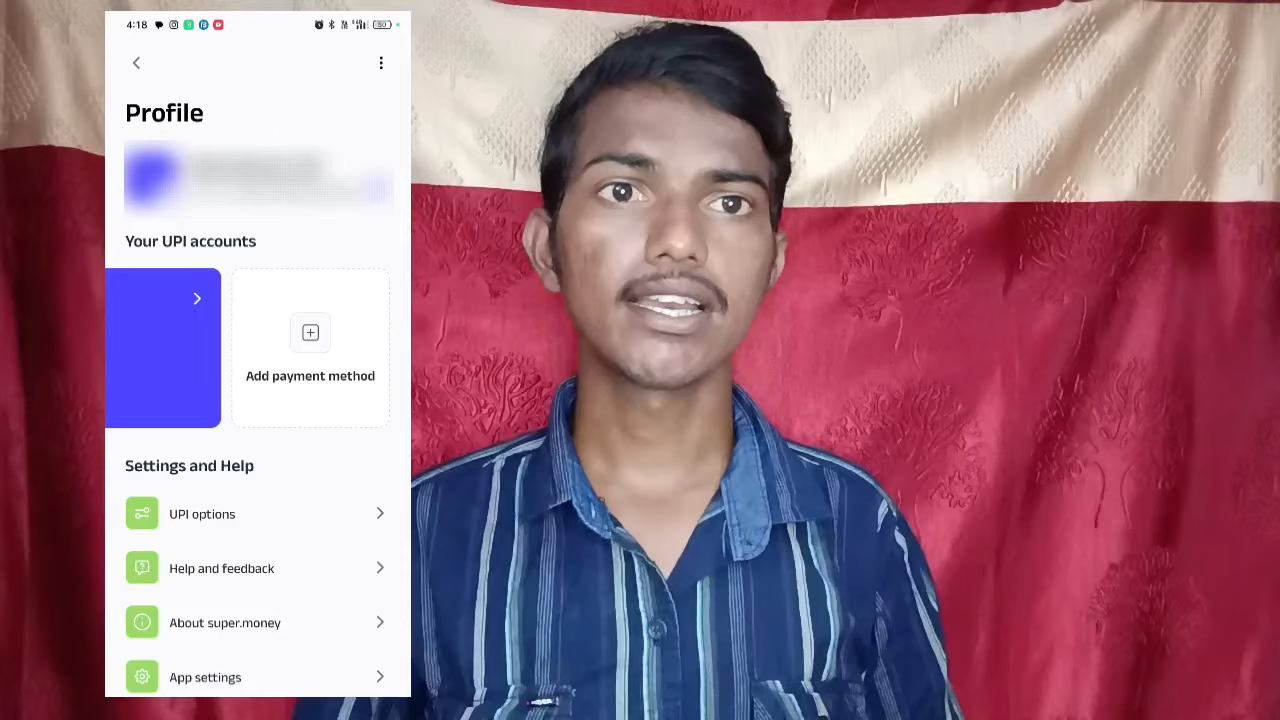 4:18
50
Profile
Your UPI accounts
Add payment method
Settings and Help
UPI options
Help and feedback
About super.money
App settings